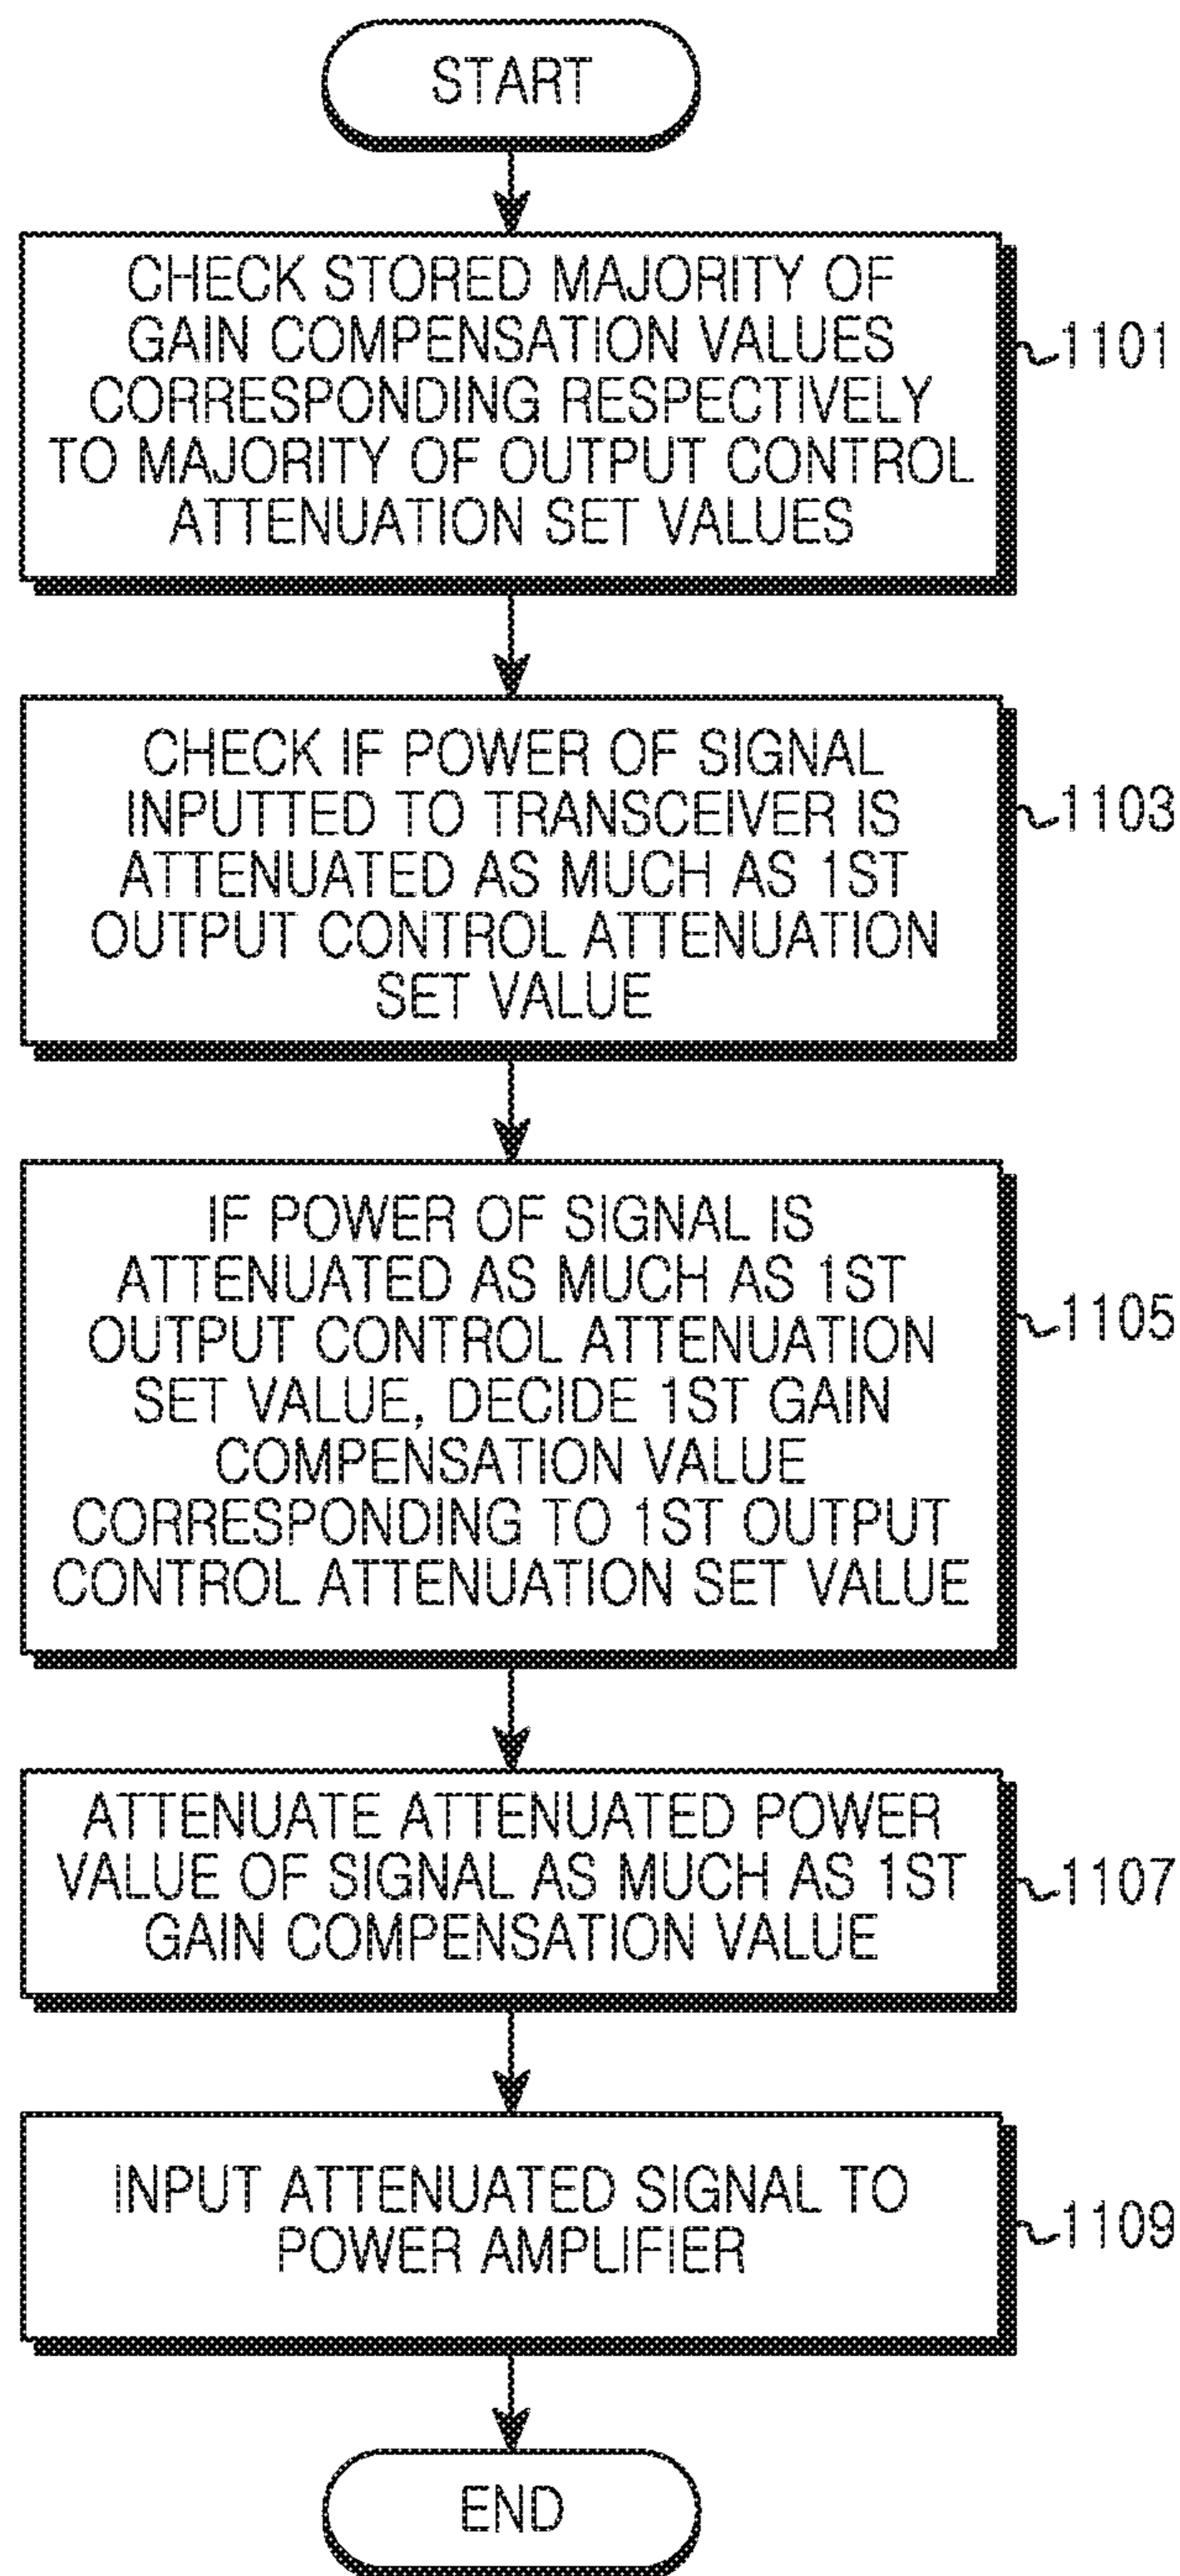 START
CHECK STORED MAJORITY OF
GAIN COMPENSATION VALUES
CORRESPONDING RESPECTIVELY
TO MAJORITY OF OUTPUT CONTROL
ATTENUATION SET VALUES
1101
CHECK IF POWER OF SIGNAL
INPUTTED TO TRANSCEIVER IS
ATTENUATED AS MUCH AS 1ST
OUTPUT CONTROL ATTENUATION
SET VALUE
1103
IF POWER OF SIGNAL IS
ATTENUATED AS MUCH AS 1ST
OUTPUT CONTROL ATTENUATION
SET VALUE, DECIDE 1ST GAIN
COMPENSATION VALUE
CORRESPONDING TO 1ST OUTPUT
CONTROL ATTENUATION SET VALUE
1105
ATTENUATE ATTENUATED POWER
VALUE OF SIGNAL AS MUCH AS 1ST
GAIN COMPENSATION VALUE
1107
INPUT ATTENUATED SIGNAL TO
POWER AMPLIFIER
1109
END